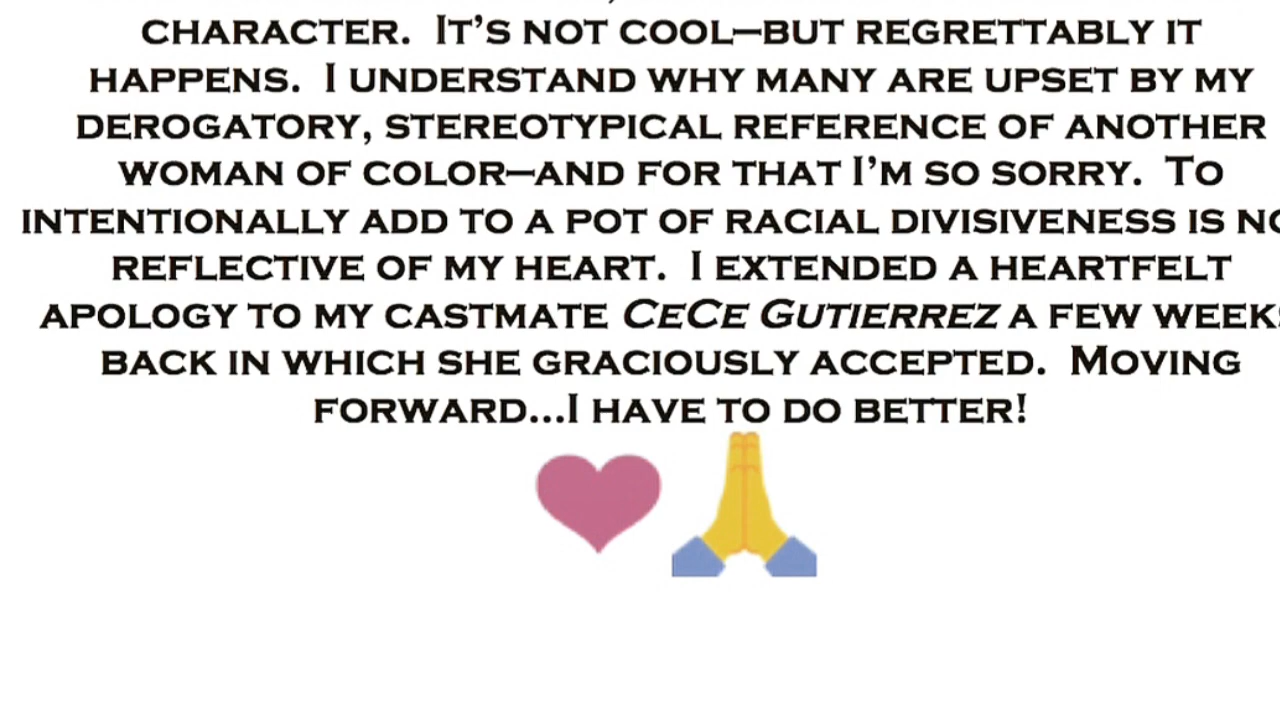 CHARACTER.  IT'S NOT COOL—BUT REGRETTABLY IT
HAPPENS.  I UNDERSTAND WHY MANY ARE UPSET BY MY
DEROGATORY, STEREOTYPICAL REFERENCE OF ANOTHER
WOMAN OF COLOR—AND FOR THAT I'M SO SORRY.  TO
INTENTIONALLY ADD TO A POT OF RACIAL DIVISIVENESS IS
REFLECTIVE OF MY HEART.  I EXTENDED A HEARTFELT
APOLOGY TO MY CASTMATE CECE GUTIERREZ A FEW WEEKS
BACK IN WHICH SHE GRACIOUSLY ACCEPTED.  MOVING
FORWARD...I HAVE TO DO BETTER!